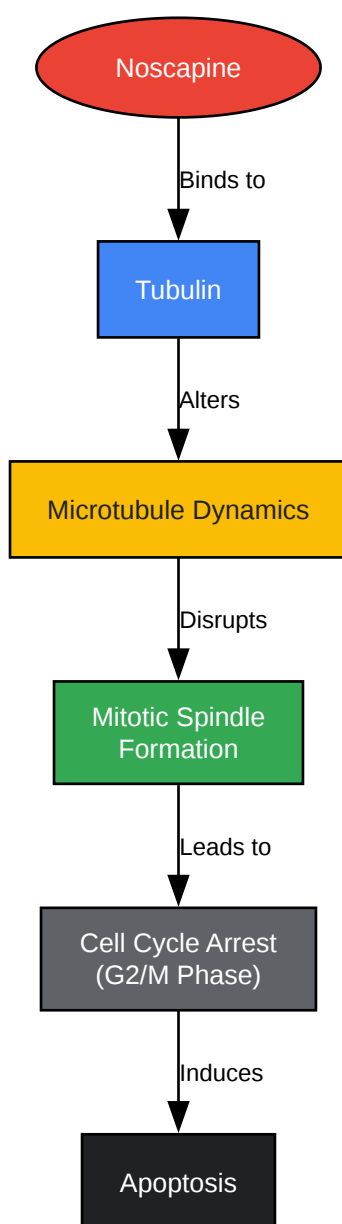 Noscapine
Binds to
Tubulin
Alters
Microtubule Dynamics
Disrupts
Mitotic Spindle
Formation
Leads to
Cell Cycle Arrest
(G2/M Phase)
Induces
Apoptosis